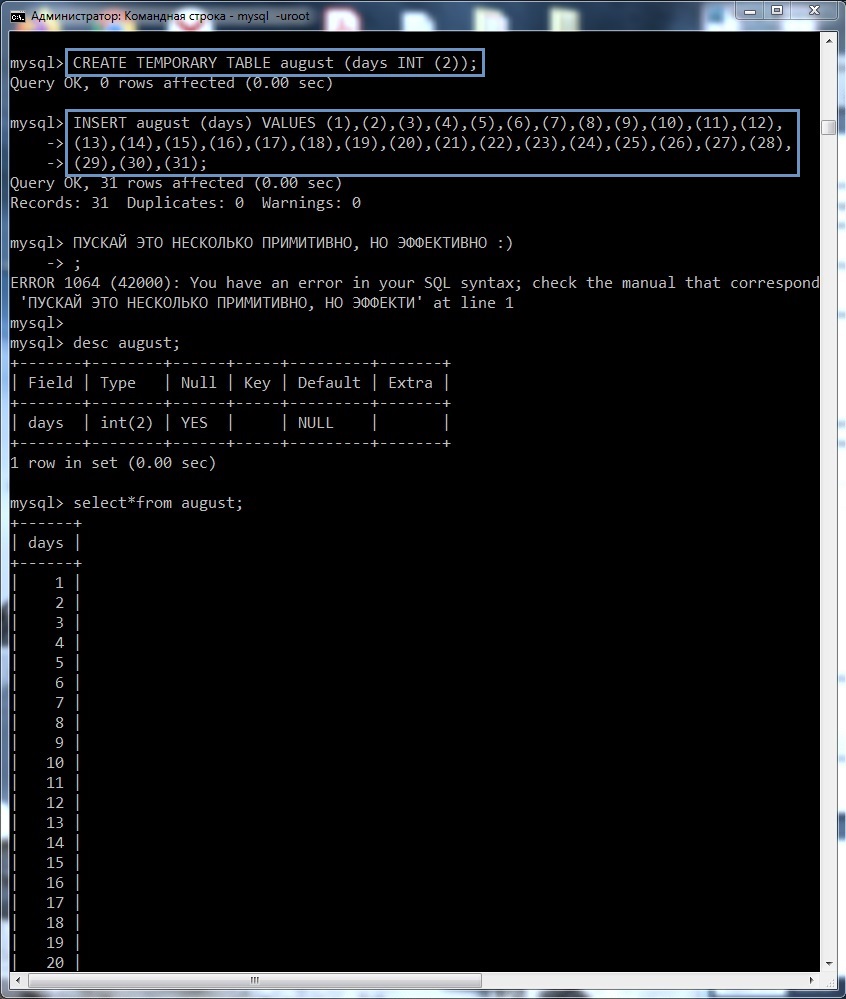 Администратор: Командная строка - mysql  -uroot
mysql> CREATE TEMPORARY TABLE august (days INT (2));
Query OK, 0 rows affected (0.00 sec)
mysql> INSERT august (days) VALUES (1),(2),(3),(4),(5),(6),(7),(8),(9),(10),(11),(12),
    -> (13),(14),(15),(16),(17),(18),(19),(20),(21),(22),(23),(24),(25),(26),(27),(28),
    -> (29),(30),(31);
Query OK, 31 rows affected (0.00 sec)
Records: 31  Duplicates: 0  Warnings: 0
mysql> ПУСКАЙ ЭТО НЕСКОЛЬКО ПРИМИТИВНО, НО ЭФФЕКТИВНО :)
    -> ;
ERROR 1064 (42000): You have an error in your SQL syntax; check the manual that correspond
 'ПУСКАЙ ЭТО НЕСКОЛЬКО ПРИМИТИВНО, НО ЭФФЕКТИ' at line 1
mysql>
mysql> desc august;
+-------+--------+------+-----+---------+-------+
| Field | Type   | Null | Key | Default | Extra |
+-------+--------+------+-----+---------+-------+
| days  | int(2) | YES  |     | NULL    |       |
+-------+--------+------+-----+---------+-------+
1 row in set (0.00 sec)
mysql> select*from august;
+------+
| days |
+------+
|    1 |
|    2 |
|    3 |
|    4 |
|    5 |
|    6 |
|    7 |
|    8 |
|    9 |
|   10 |
|   11 |
|   12 |
|   13 |
|   14 |
|   15 |
|   16 |
|   17 |
|   18 |
|   19 |
|   20 |